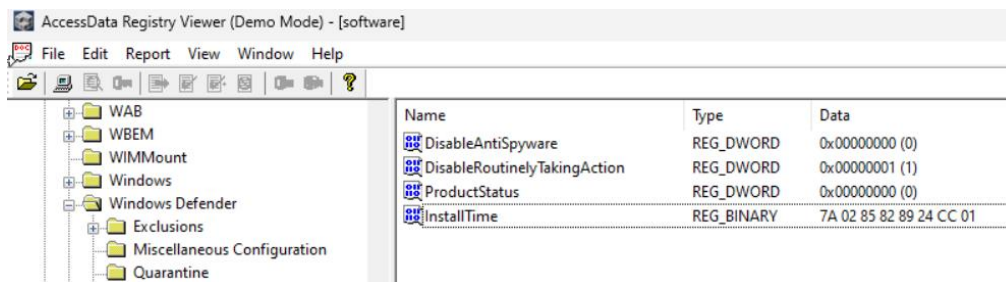 AccessData Registry Viewer (Demo Mode) - [software]
File Edit Report View Window Help
WAB
WBEM
WIMMount
Windows
Windows Defender
Exclusions
Miscellaneous Configuration
Quarantine
Name Type Data
DisableAntiSpyware REG_DWORD 0x00000000 (0)
DisableRoutinelyTakingAction REG_DWORD 0x00000001 (1)
ProductStatus REG_DWORD 0x00000000 (0)
InstallTime REG_BINARY 7A 02 85 82 89 24 CC 01